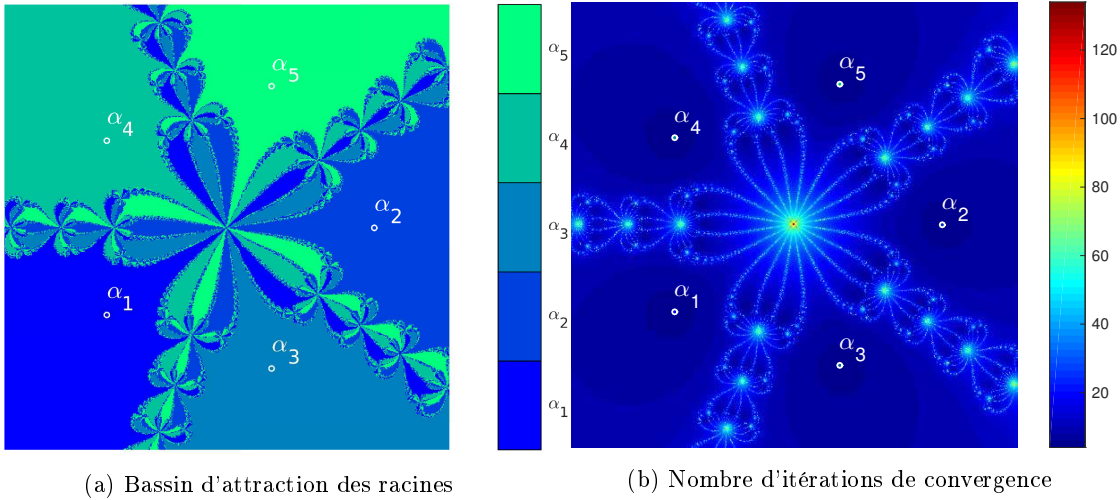 α5
α4
α2
α1
α3
α5
α4
α3
α2
α1
α5
α4
α2
α1
α3
120
100
80
60
40
20
(a) Bassin d'attraction des racines
(b) Nombre d'itérations de convergence